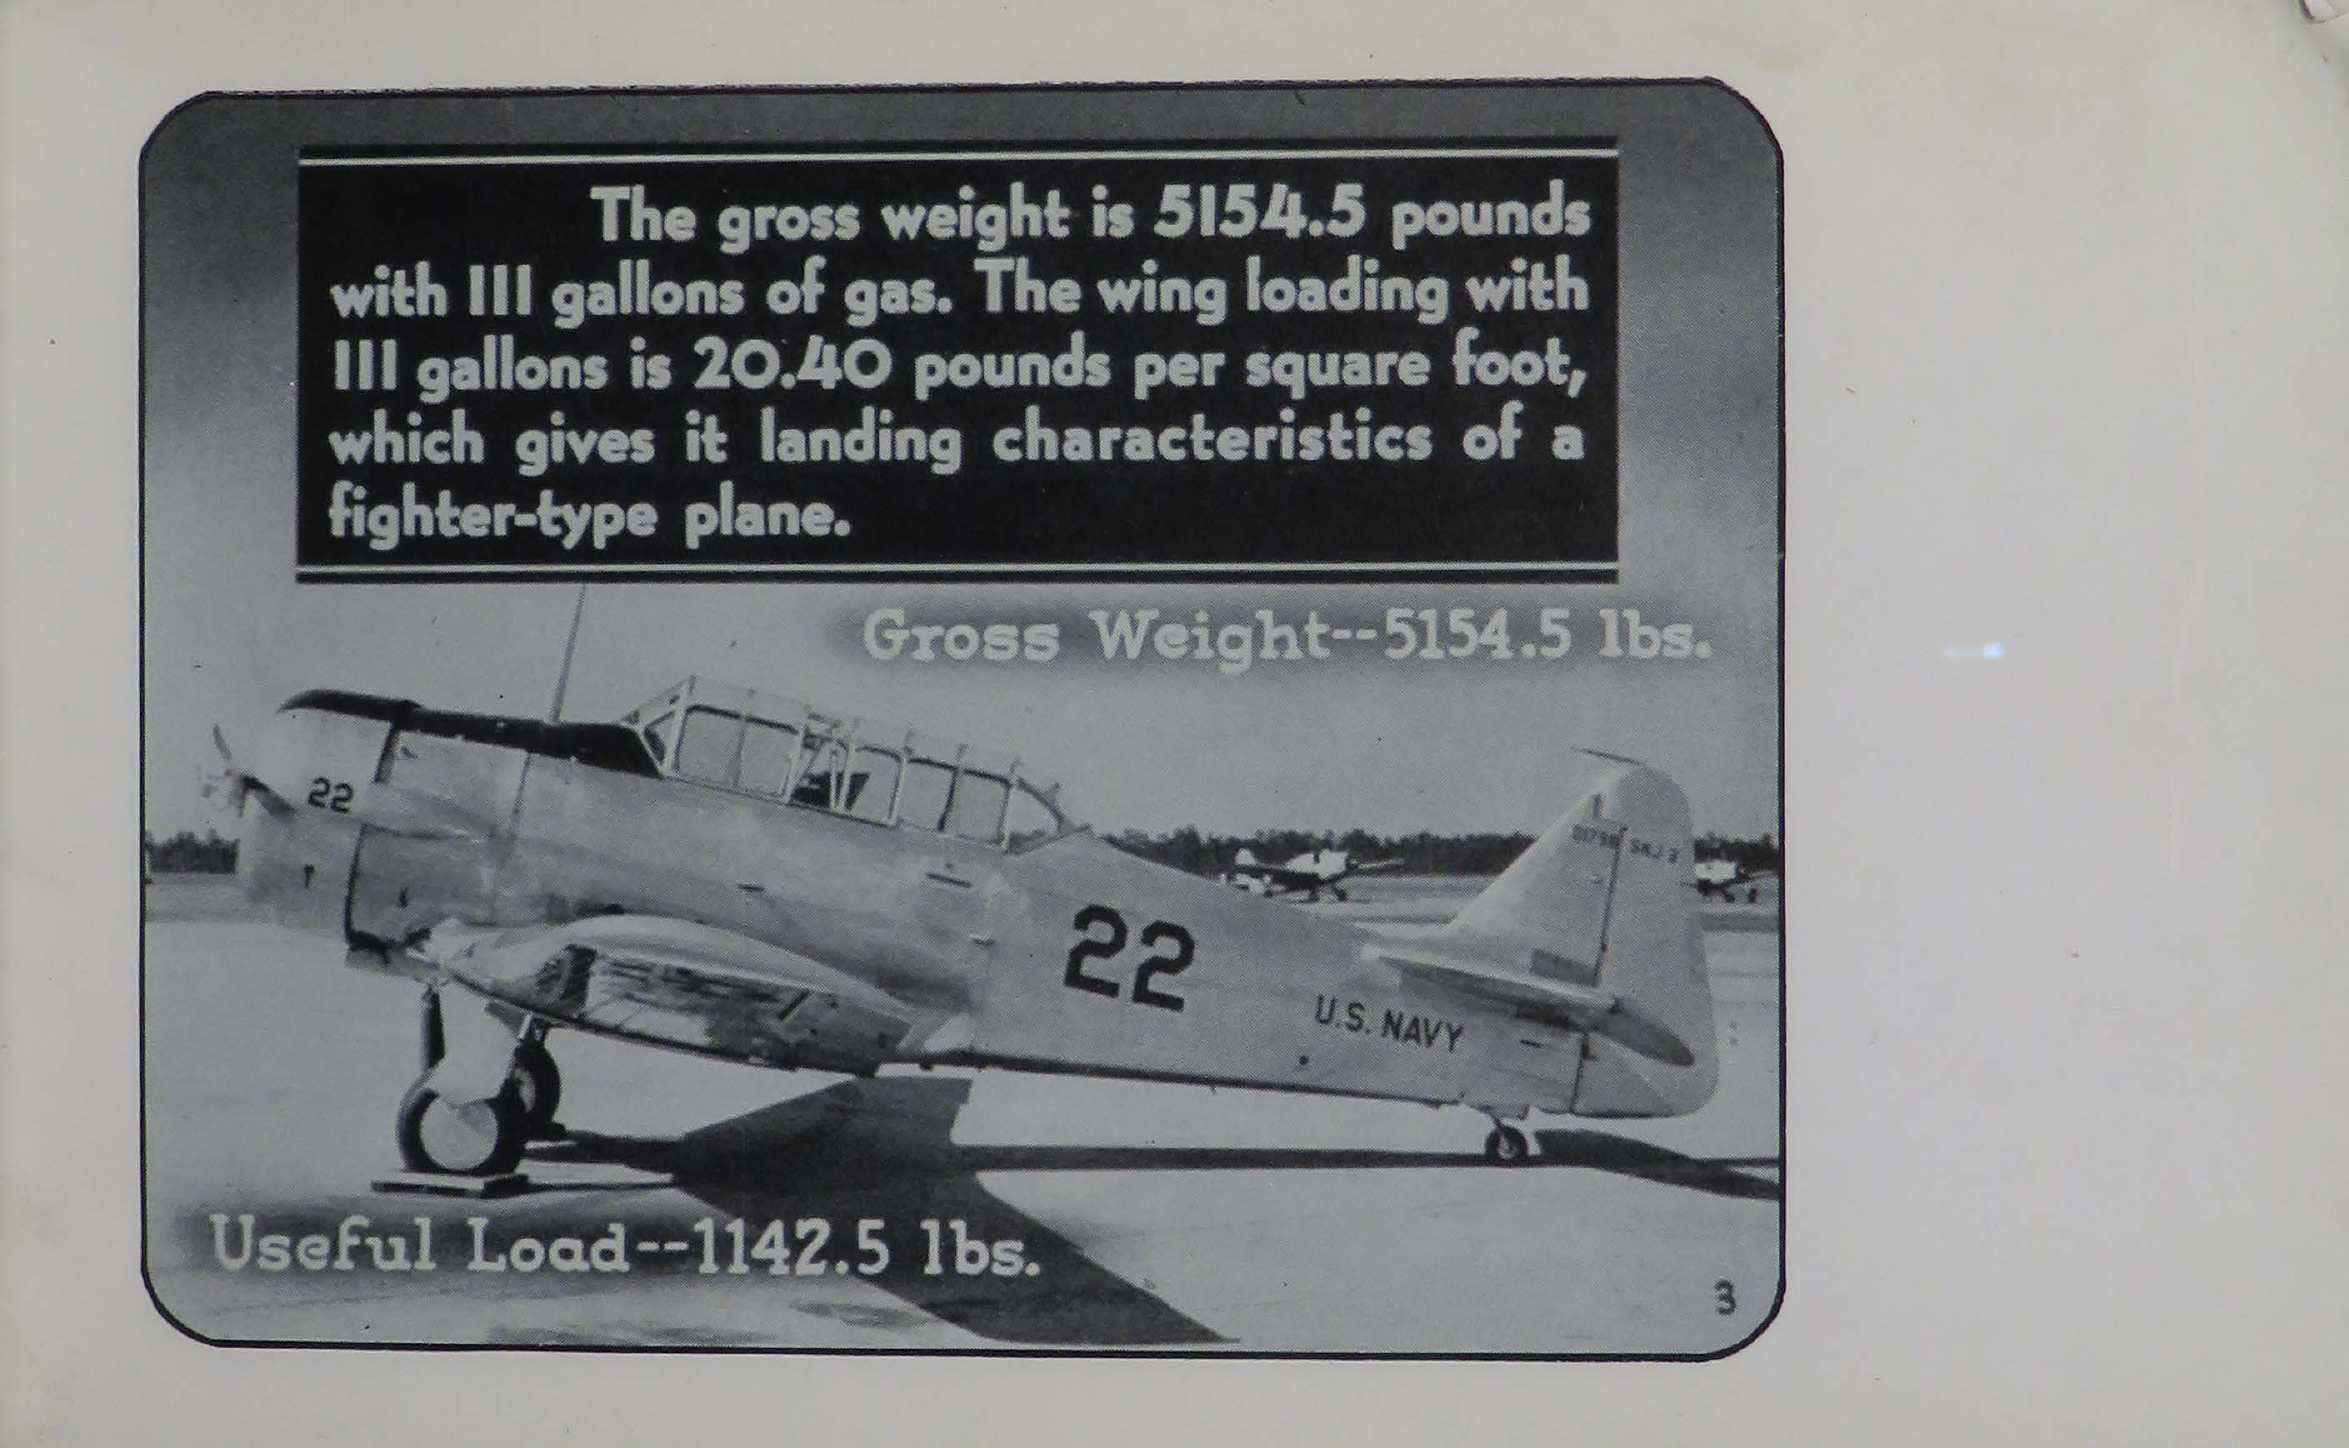 The gross weight is 5154.5 pounds
with 111 gallons of gas. The wing loading with
111 gallons is 20.40 pounds per square foot,
which gives it landing characteristics of a
fighter-type plane.
Gross Weight--5154.5 lbs.
22
SNJ-2
22
U.S. NAVY
Useful Load--1142.5 lbs.
3